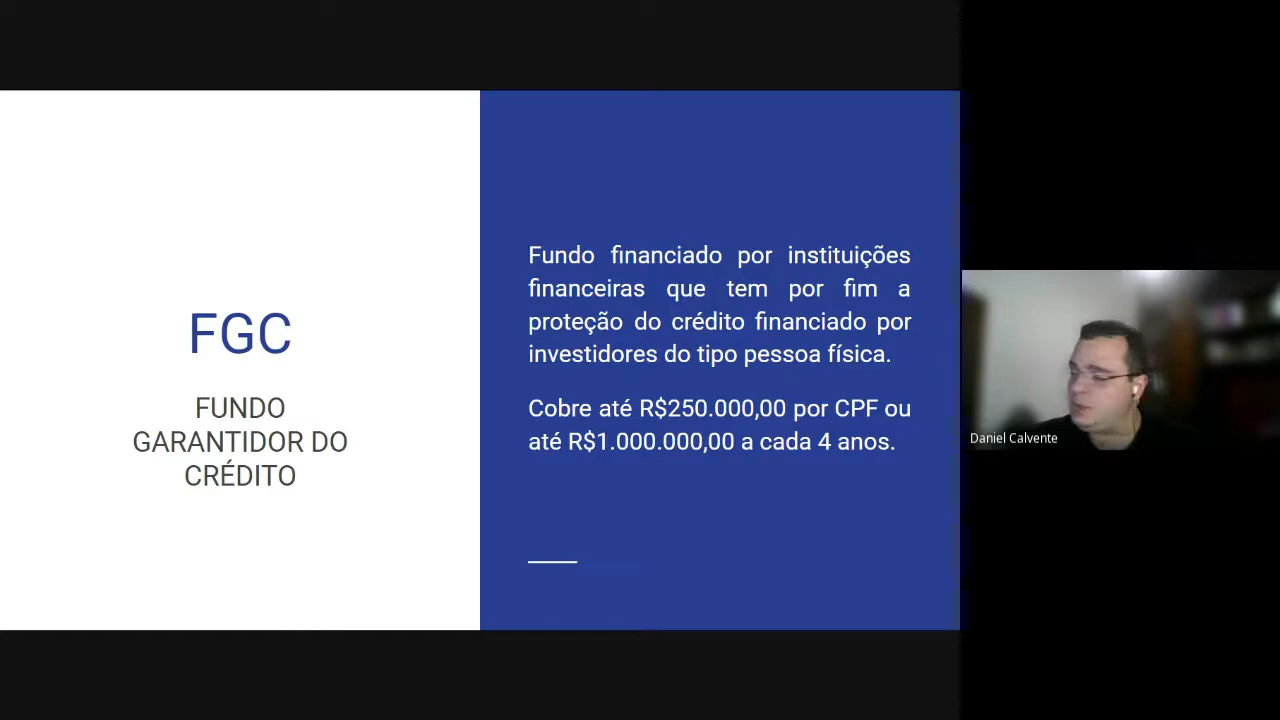 FGC
FUNDO
GARANTIDOR DO
CRÉDITO
Fundo financiado por instituições
financeiras que tem por fim a
proteção do crédito financiado por
investidores do tipo pessoa física.
Cobre até R$250.000,00 por CPF ou
até R$1.000.000,00 a cada 4 anos.
Daniel Calvente